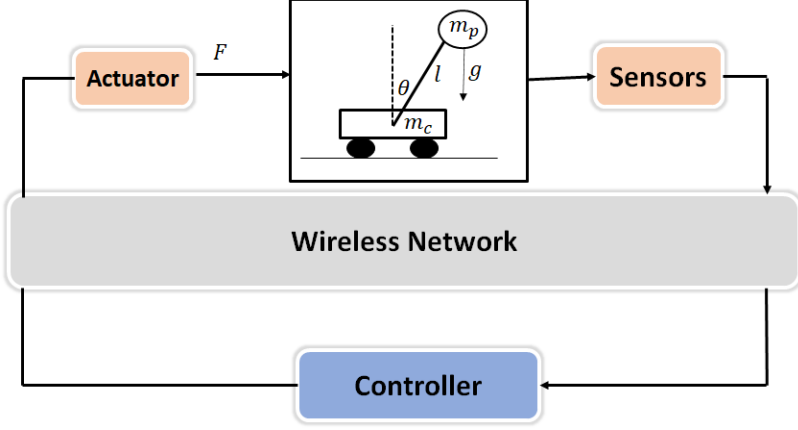 F
Actuator
Sensors
m_p
θ
l
g
m_c
Wireless Network
Controller